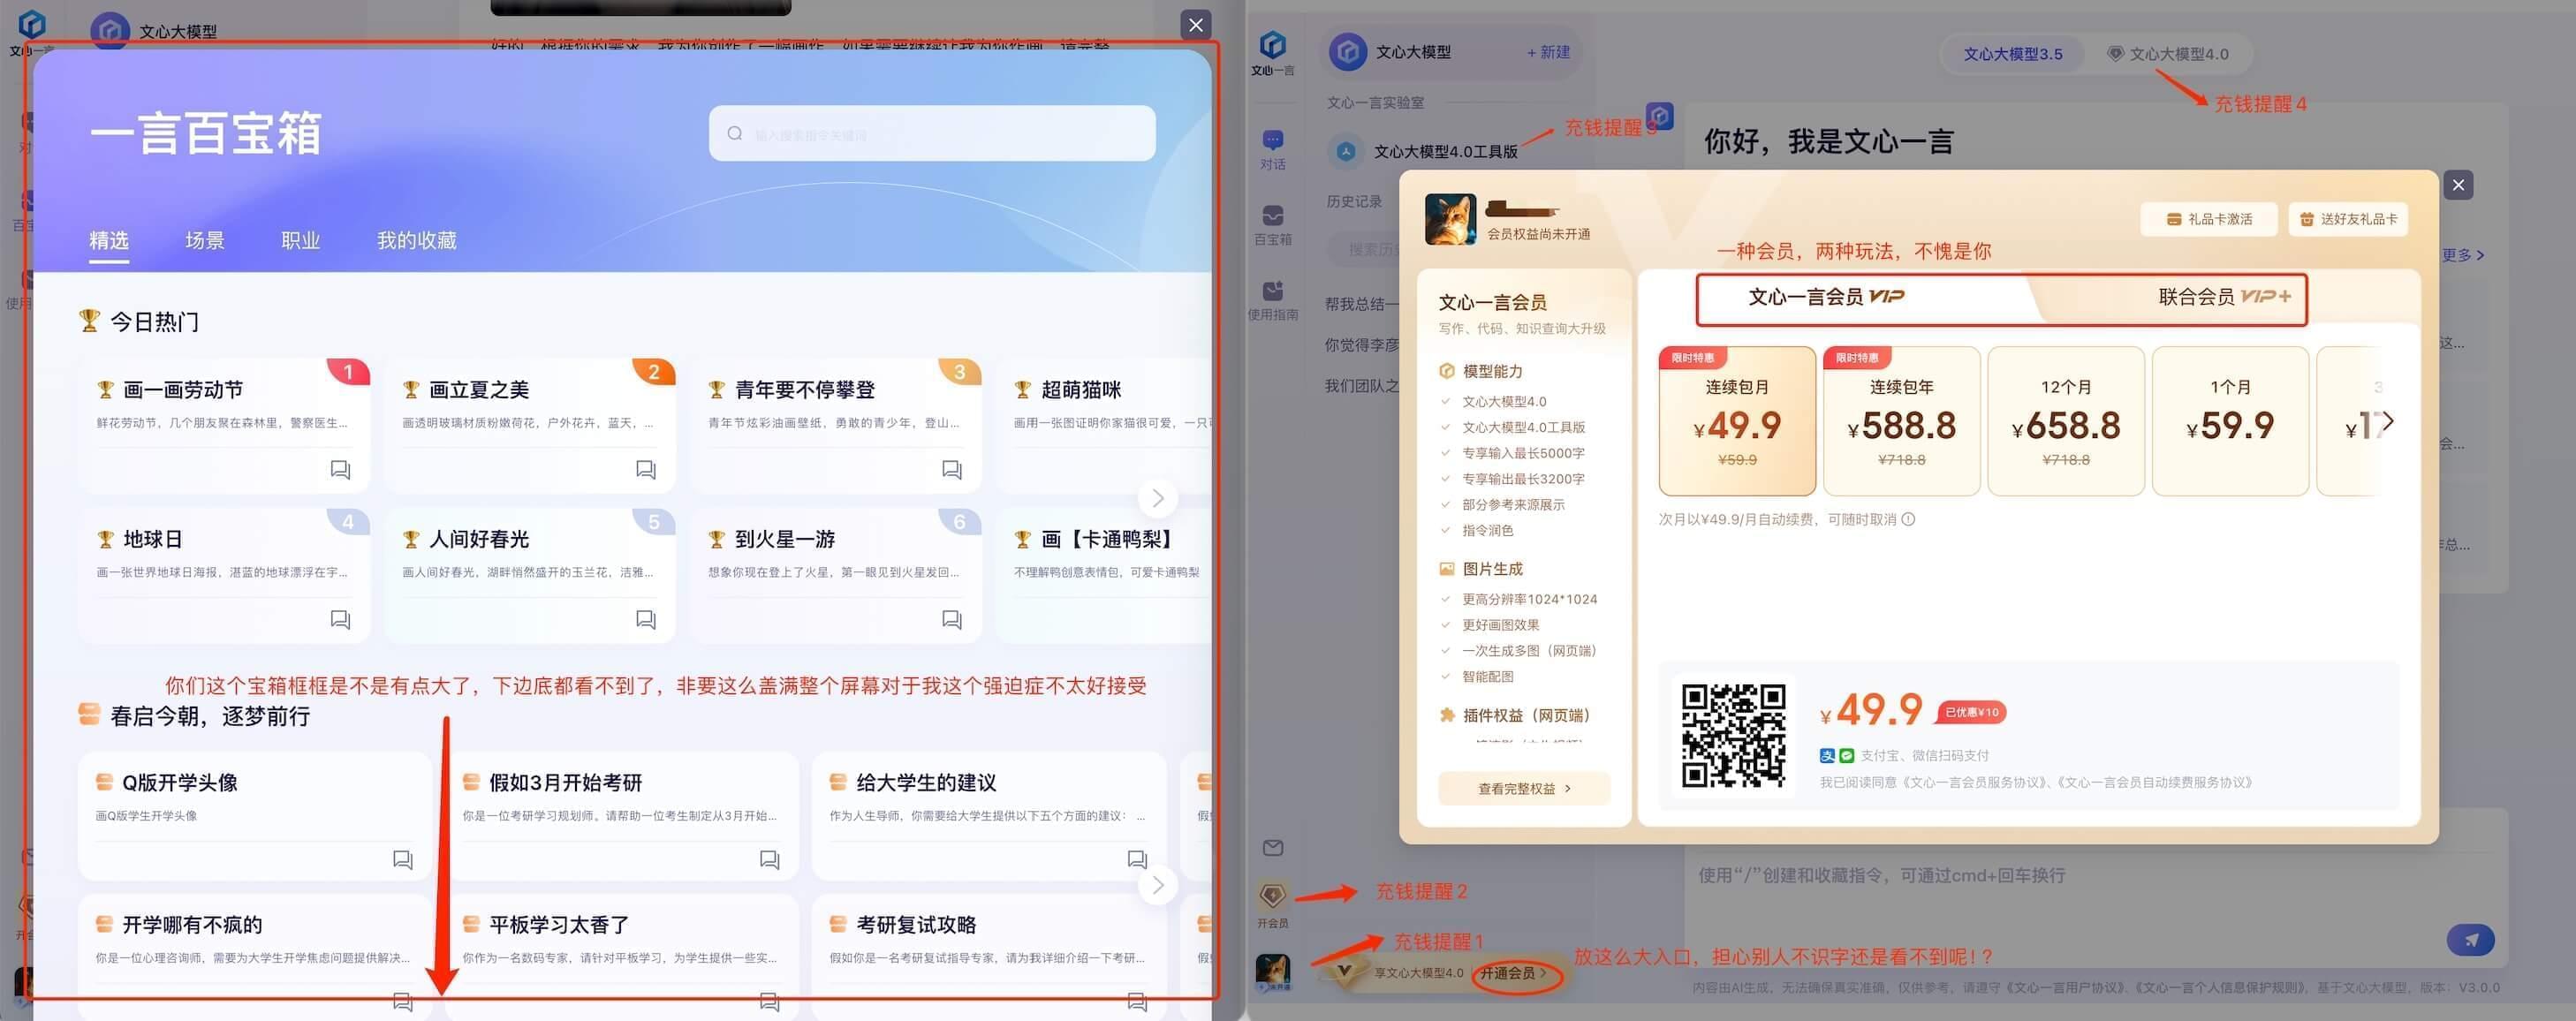 文心一言
文心大模型
一言百宝箱
输入搜索指令关键词
精选
场景
职业
我的收藏
今日热门
画一画劳动节
1
鲜花劳动节，几个朋友聚在森林里，警察医生...
画立夏之美
2
画透明玻璃材质粉嫩荷花，户外花卉，蓝天，...
青年要不停攀登
3
青年节炫彩油画壁纸，勇敢的青少年，登山...
超萌猫咪
画用一张图证明你家猫很可爱，一只
地球日
4
画一张世界地球日海报，湛蓝的地球漂浮在宇...
人间好春光
5
画人间好春光，湖畔悄然盛开的玉兰花，洁雅...
到火星一游
6
想象你现在登上了火星，第一眼见到火星发回...
画【卡通鸭梨】
不理解鸭创意表情包，可爱卡通鸭梨
你们这个宝箱框框是不是有点大了，下边底都看不到了，非要这么盖满整个屏幕对于我这个强迫症不太好接受
春启今朝，逐梦前行
Q版开学头像
画Q版学生开学头像
假如3月开始考研
你是一位考研学习规划师。请帮助一位考生制定从3月开始...
给大学生的建议
作为人生导师，你需要给大学生提供以下五个方面的建议： ...
开学哪有不疯的
你是一位心理咨询师，需要为大学生开学焦虑问题提供解决...
平板学习太香了
你作为一名数码专家，请针对平板学习，为学生提供一些实...
考研复试攻略
假如你是一名考研复试指导专家，请为我详细介绍一下考研...
文心一言
对话
百宝箱
使用指南
开会员
文心大模型
+ 新建
文心一言实验室
文心大模型4.0工具版
充钱提醒3
历史记录
搜索历
帮我总结一
你觉得李彦
我们团队之
文心大模型3.5
文心大模型4.0
充钱提醒4
你好，我是文心一言
更多
会员权益尚未开通
礼品卡激活
送好友礼品卡
一种会员，两种玩法，不愧是你
文心一言会员
写作、代码、知识查询大升级
模型能力
文心大模型4.0
文心大模型4.0工具版
专享输入最长5000字
专享输出最长3200字
部分参考来源展示
指令润色
图片生成
更高分辨率1024*1024
更好画图效果
一次生成多图（网页端）
智能配图
插件权益（网页端）
查看完整权益
文心一言会员 VIP
联合会员 VIP+
限时特惠
连续包月
¥49.9
¥59.9
限时特惠
连续包年
¥588.8
¥718.8
12个月
¥658.8
¥718.8
1个月
¥59.9
3
¥17
次月以¥49.9/月自动续费，可随时取消
¥49.9
已优惠¥10
支付宝、微信扫码支付
我已阅读同意《文心一言会员服务协议》、《文心一言会员自动续费服务协议》
这...
会...
总...
使用“/”创建和收藏指令，可通过cmd+回车换行
充钱提醒2
充钱提醒1
享文心大模型4.0
开通会员
放这么大入口，担心别人不识字还是看不到呢！？
内容由AI生成，无法确保真实准确，仅供参考，请遵守《文心一言用户协议》、《文心一言个人信息保护规则》，基于文心大模型，版本：V3.0.0